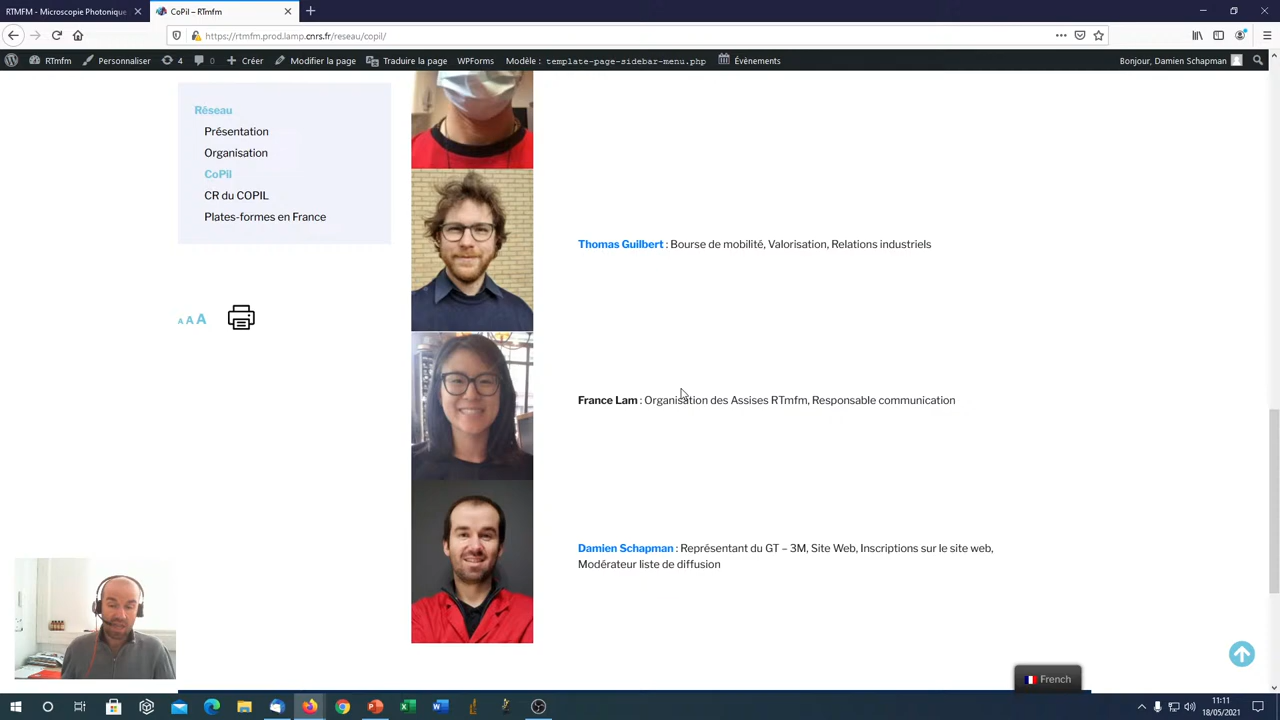 RTMFM – Microscopie Photonique
CoPil – RTmfm
https://rtmfm.prod.lamp.cnrs.fr/reseau/copil/
RTmfm
Personnaliser
4
0
Créer
Modifier la page
Traduire la page
WPForms
Modèle : template-page-sidebar-menu.php
Évènements
Bonjour, Damien Schapman
Réseau
Présentation
Organisation
CoPil
CR du COPIL
Plates-formes en France
A A A
Thomas Guilbert : Bourse de mobilité, Valorisation, Relations industriels
France Lam : Organisation des Assises RTmfm, Responsable communication
Damien Schapman : Représentant du GT – 3M, Site Web, Inscriptions sur le site web,
Modérateur liste de diffusion
French
11:11
18/05/2021